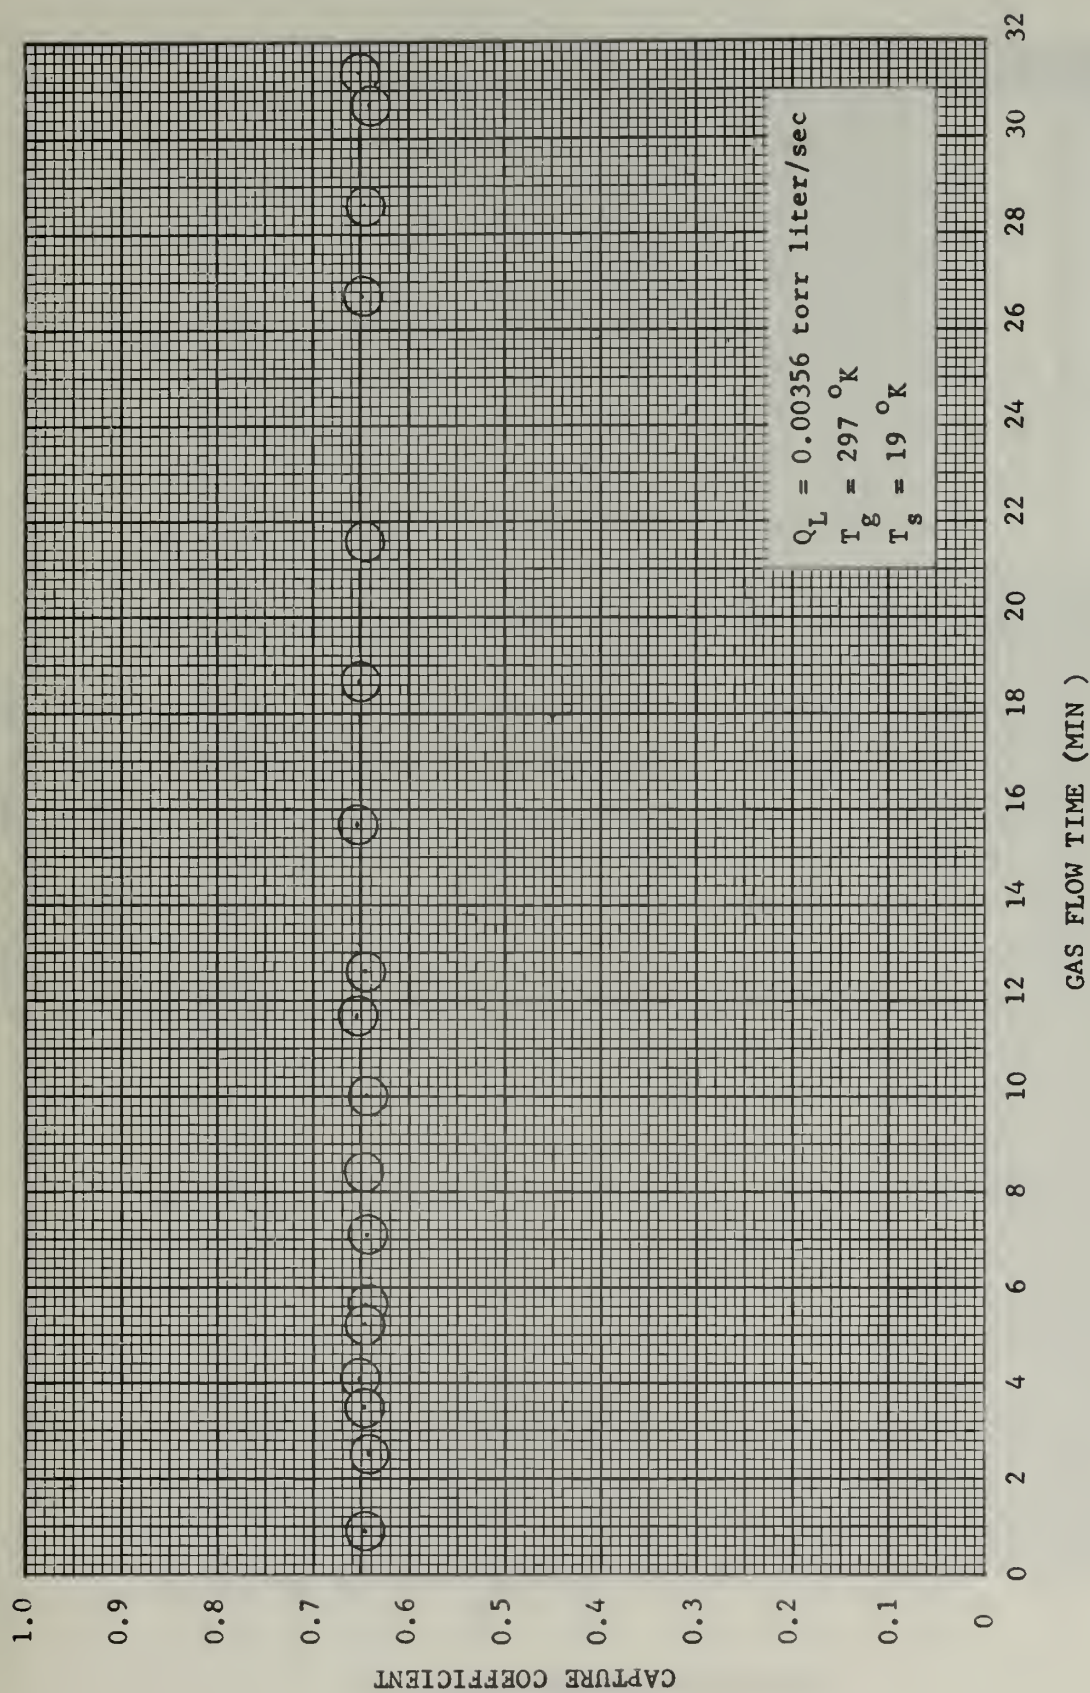 CAPTURE COEFFICIENT
1.0
0.9
0.8
0.7
0.6
0.5
0.4
0.3
0.2
0.1
0
0 2 4 6 8 10 12 14 16 18 20 22 24 26 28 30 32
GAS FLOW TIME (MIN )
Q_L = 0.00356 torr liter/sec
T_g = 297 °K
T_s = 19 °K